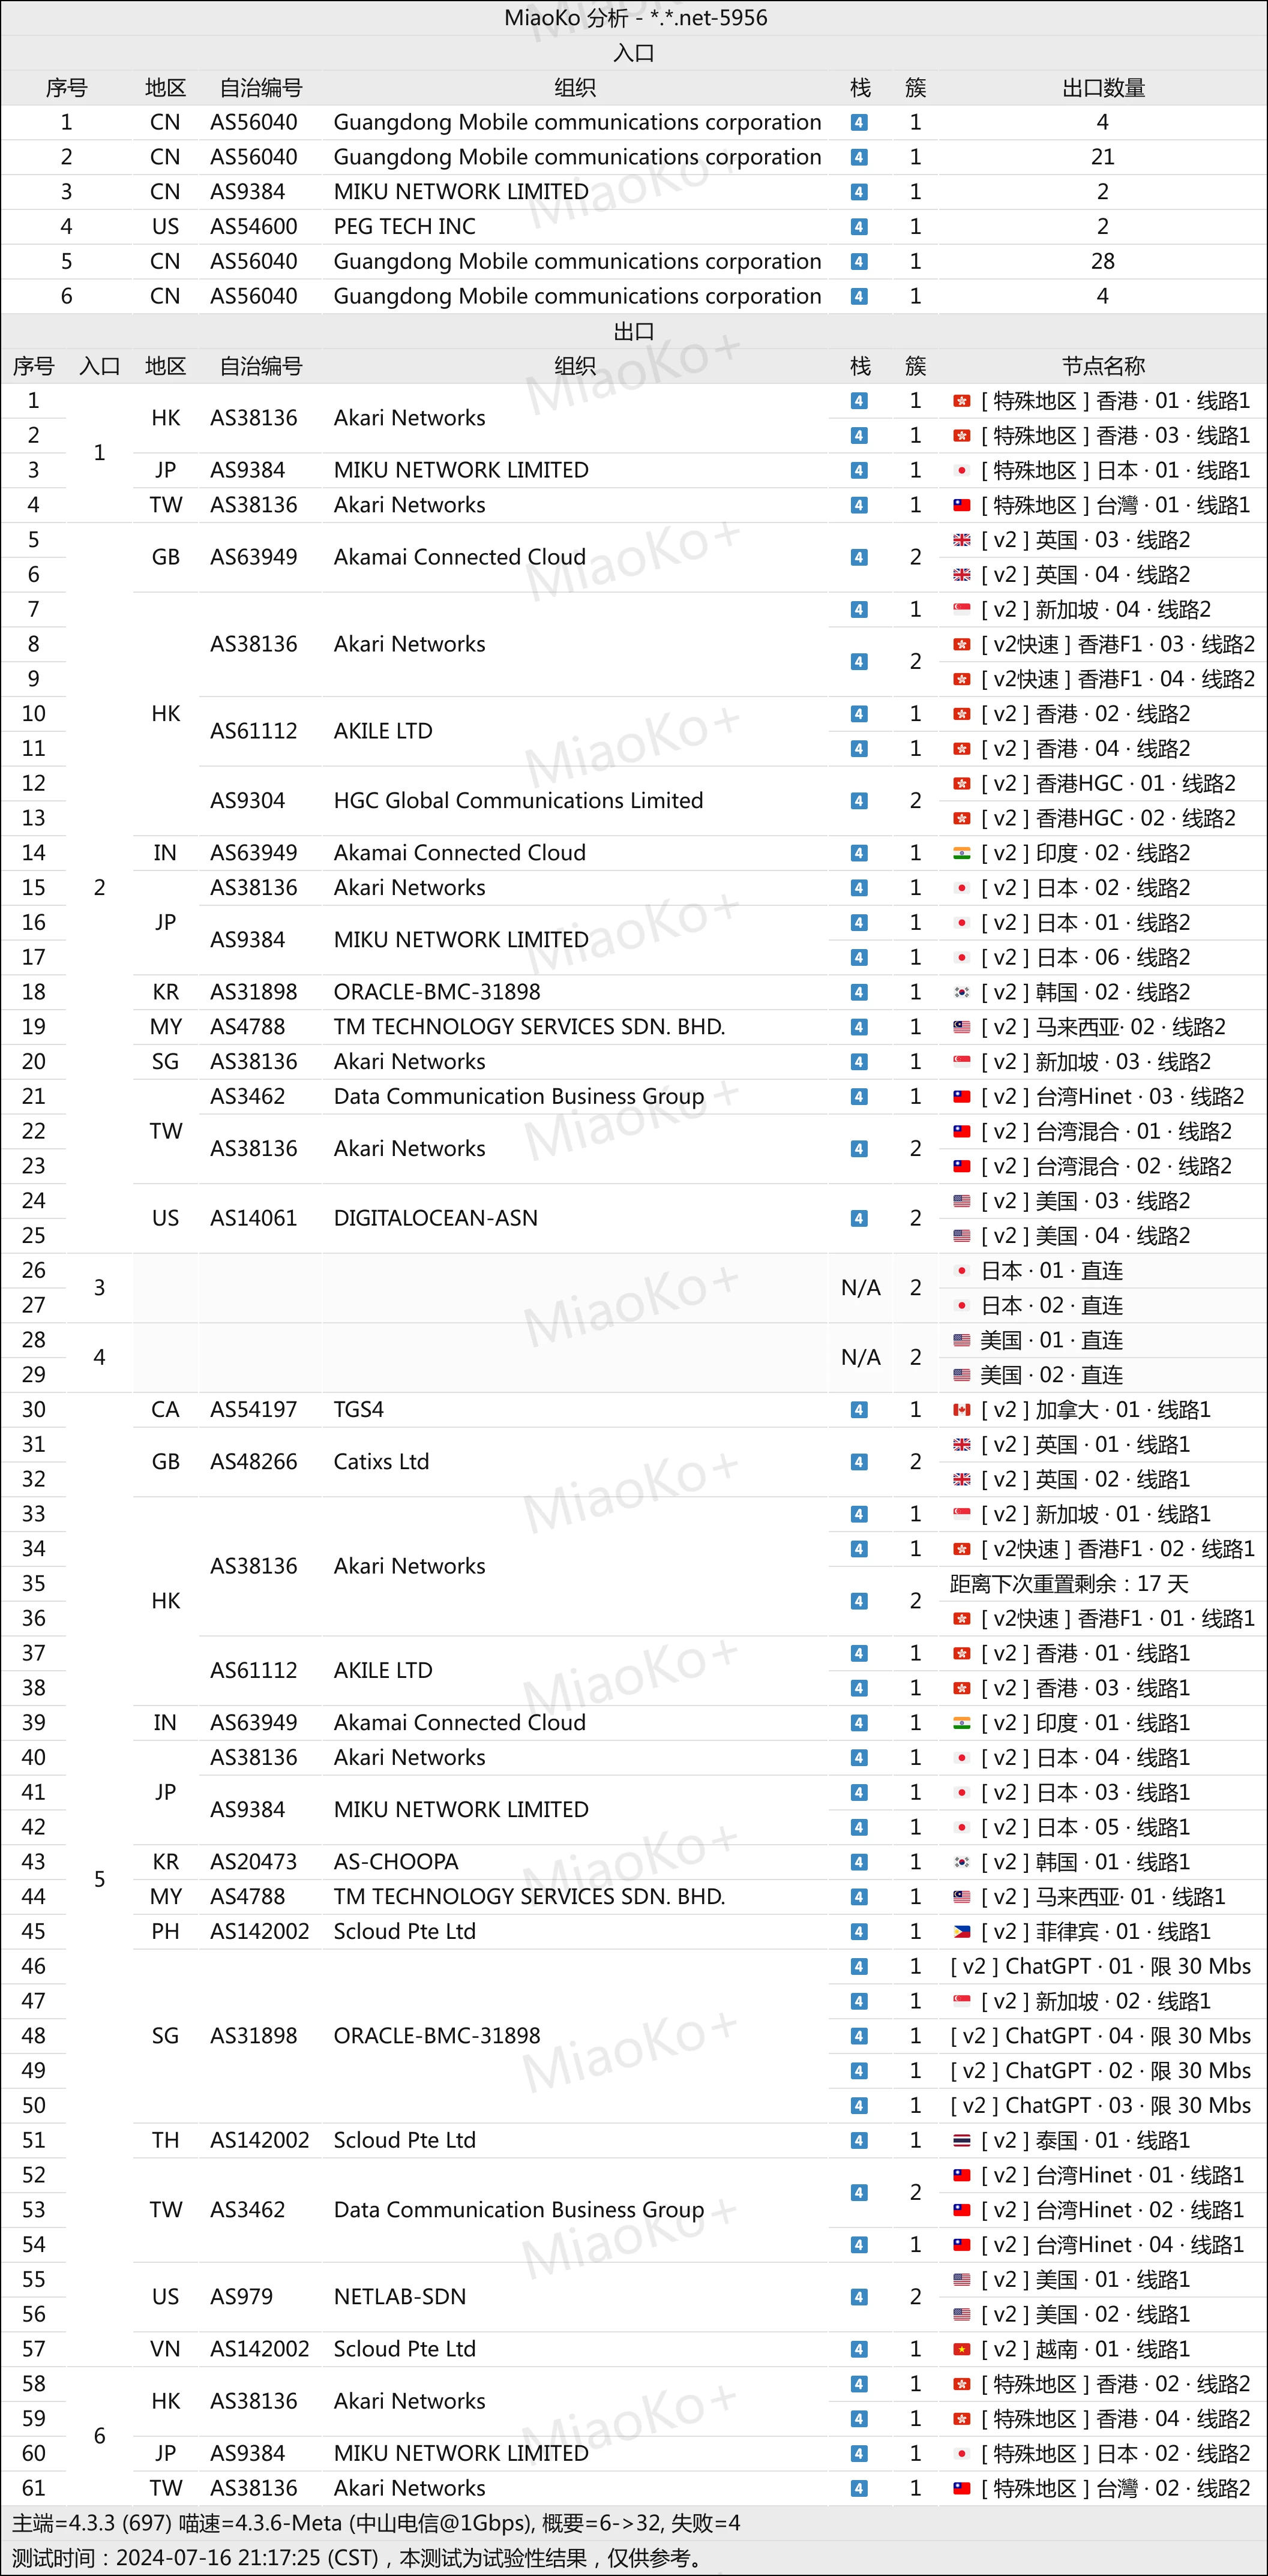 MiaoKo 分析 - *.*.net-5956
入口
序号 地区 自治编号 组织 栈 簇 出口数量
1 CN AS56040 Guangdong Mobile communications corporation 4 1 4
2 CN AS56040 Guangdong Mobile communications corporation 4 1 21
3 CN AS9384 MIKU NETWORK LIMITED 4 1 2
4 US AS54600 PEG TECH INC 4 1 2
5 CN AS56040 Guangdong Mobile communications corporation 4 1 28
6 CN AS56040 Guangdong Mobile communications corporation 4 1 4
出口
序号 入口 地区 自治编号 组织 栈 簇 节点名称
1 1 HK AS38136 Akari Networks 4 1 [ 特殊地区 ] 香港 · 01 · 线路1
2 4 1 [ 特殊地区 ] 香港 · 03 · 线路1
3 JP AS9384 MIKU NETWORK LIMITED 4 1 [ 特殊地区 ] 日本 · 01 · 线路1
4 TW AS38136 Akari Networks 4 1 [ 特殊地区 ] 台灣 · 01 · 线路1
5 2 GB AS63949 Akamai Connected Cloud 4 2 [ v2 ] 英国 · 03 · 线路2
6 [ v2 ] 英国 · 04 · 线路2
7 HK AS38136 Akari Networks 4 1 [ v2 ] 新加坡 · 04 · 线路2
8 4 2 [ v2快速 ] 香港F1 · 03 · 线路2
9 [ v2快速 ] 香港F1 · 04 · 线路2
10 AS61112 AKILE LTD 4 1 [ v2 ] 香港 · 02 · 线路2
11 4 1 [ v2 ] 香港 · 04 · 线路2
12 AS9304 HGC Global Communications Limited 4 2 [ v2 ] 香港HGC · 01 · 线路2
13 [ v2 ] 香港HGC · 02 · 线路2
14 IN AS63949 Akamai Connected Cloud 4 1 [ v2 ] 印度 · 02 · 线路2
15 JP AS38136 Akari Networks 4 1 [ v2 ] 日本 · 02 · 线路2
16 AS9384 MIKU NETWORK LIMITED 4 1 [ v2 ] 日本 · 01 · 线路2
17 4 1 [ v2 ] 日本 · 06 · 线路2
18 KR AS31898 ORACLE-BMC-31898 4 1 [ v2 ] 韩国 · 02 · 线路2
19 MY AS4788 TM TECHNOLOGY SERVICES SDN. BHD. 4 1 [ v2 ] 马来西亚· 02 · 线路2
20 SG AS38136 Akari Networks 4 1 [ v2 ] 新加坡 · 03 · 线路2
21 TW AS3462 Data Communication Business Group 4 1 [ v2 ] 台湾Hinet · 03 · 线路2
22 AS38136 Akari Networks 4 2 [ v2 ] 台湾混合 · 01 · 线路2
23 [ v2 ] 台湾混合 · 02 · 线路2
24 US AS14061 DIGITALOCEAN-ASN 4 2 [ v2 ] 美国 · 03 · 线路2
25 [ v2 ] 美国 · 04 · 线路2
26 3 N/A 2 日本 · 01 · 直连
27 日本 · 02 · 直连
28 4 N/A 2 美国 · 01 · 直连
29 美国 · 02 · 直连
30 5 CA AS54197 TGS4 4 1 [ v2 ] 加拿大 · 01 · 线路1
31 GB AS48266 Catixs Ltd 4 2 [ v2 ] 英国 · 01 · 线路1
32 [ v2 ] 英国 · 02 · 线路1
33 HK AS38136 Akari Networks 4 1 [ v2 ] 新加坡 · 01 · 线路1
34 4 1 [ v2快速 ] 香港F1 · 02 · 线路1
35 4 2 距离下次重置剩余：17 天
36 [ v2快速 ] 香港F1 · 01 · 线路1
37 AS61112 AKILE LTD 4 1 [ v2 ] 香港 · 01 · 线路1
38 4 1 [ v2 ] 香港 · 03 · 线路1
39 IN AS63949 Akamai Connected Cloud 4 1 [ v2 ] 印度 · 01 · 线路1
40 JP AS38136 Akari Networks 4 1 [ v2 ] 日本 · 04 · 线路1
41 AS9384 MIKU NETWORK LIMITED 4 1 [ v2 ] 日本 · 03 · 线路1
42 4 1 [ v2 ] 日本 · 05 · 线路1
43 KR AS20473 AS-CHOOPA 4 1 [ v2 ] 韩国 · 01 · 线路1
44 MY AS4788 TM TECHNOLOGY SERVICES SDN. BHD. 4 1 [ v2 ] 马来西亚· 01 · 线路1
45 PH AS142002 Scloud Pte Ltd 4 1 [ v2 ] 菲律宾 · 01 · 线路1
46 SG AS31898 ORACLE-BMC-31898 4 1 [ v2 ] ChatGPT · 01 · 限 30 Mbs
47 4 1 [ v2 ] 新加坡 · 02 · 线路1
48 4 1 [ v2 ] ChatGPT · 04 · 限 30 Mbs
49 4 1 [ v2 ] ChatGPT · 02 · 限 30 Mbs
50 4 1 [ v2 ] ChatGPT · 03 · 限 30 Mbs
51 TH AS142002 Scloud Pte Ltd 4 1 [ v2 ] 泰国 · 01 · 线路1
52 TW AS3462 Data Communication Business Group 4 2 [ v2 ] 台湾Hinet · 01 · 线路1
53 [ v2 ] 台湾Hinet · 02 · 线路1
54 4 1 [ v2 ] 台湾Hinet · 04 · 线路1
55 US AS979 NETLAB-SDN 4 2 [ v2 ] 美国 · 01 · 线路1
56 [ v2 ] 美国 · 02 · 线路1
57 VN AS142002 Scloud Pte Ltd 4 1 [ v2 ] 越南 · 01 · 线路1
58 6 HK AS38136 Akari Networks 4 1 [ 特殊地区 ] 香港 · 02 · 线路2
59 4 1 [ 特殊地区 ] 香港 · 04 · 线路2
60 JP AS9384 MIKU NETWORK LIMITED 4 1 [ 特殊地区 ] 日本 · 02 · 线路2
61 TW AS38136 Akari Networks 4 1 [ 特殊地区 ] 台灣 · 02 · 线路2
主端=4.3.3 (697) 喵速=4.3.6-Meta (中山电信@1Gbps), 概要=6->32, 失败=4
测试时间：2024-07-16 21:17:25 (CST)，本测试为试验性结果，仅供参考。